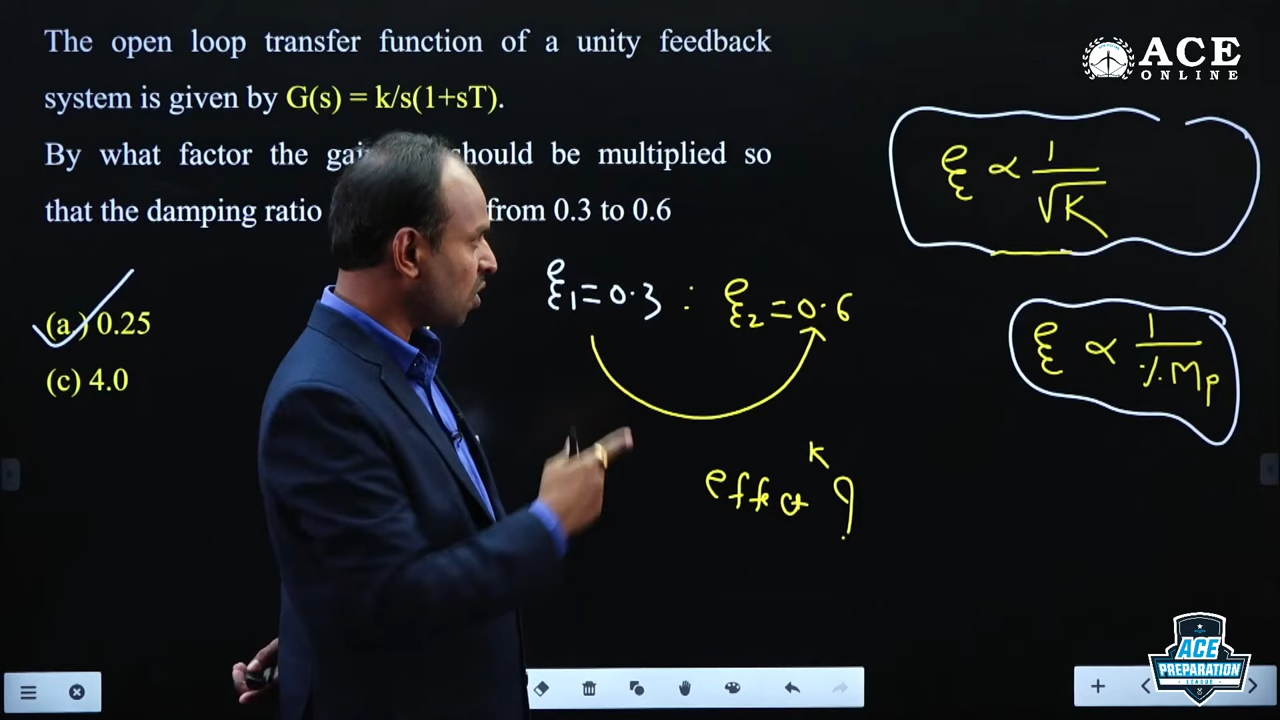 The open loop transfer function of a unity feedback
system is given by G(s) = k/s(1+sT).
By what factor the should be multiplied so
that the damping ratio from 0.3 to 0.6
(a.) 0.25
(c) 4.0
ξ₁ = 0.3 : ξ₂ = 0.6
effect K ?
ξ ∝ 1/√K
ξ ∝ 1/%Mp
ACE
ONLINE
ACE
PREPARATION
LEAGUE